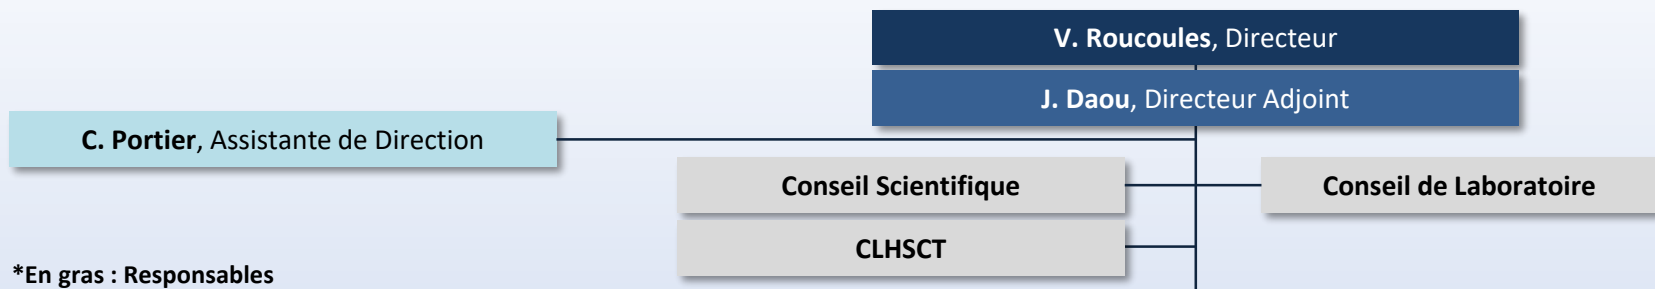 V. Roucoules, Directeur
J. Daou, Directeur Adjoint
C. Portier, Assistante de Direction
Conseil Scientifique
Conseil de Laboratoire
CLHSCT
*En gras : Responsables